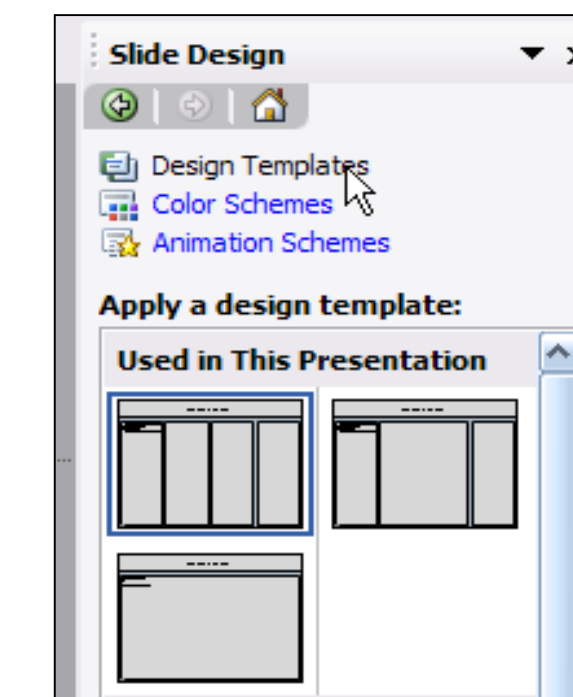 Slide Design
Design Templates
Color Schemes
Animation Schemes
Apply a design template:
Used in This Presentation